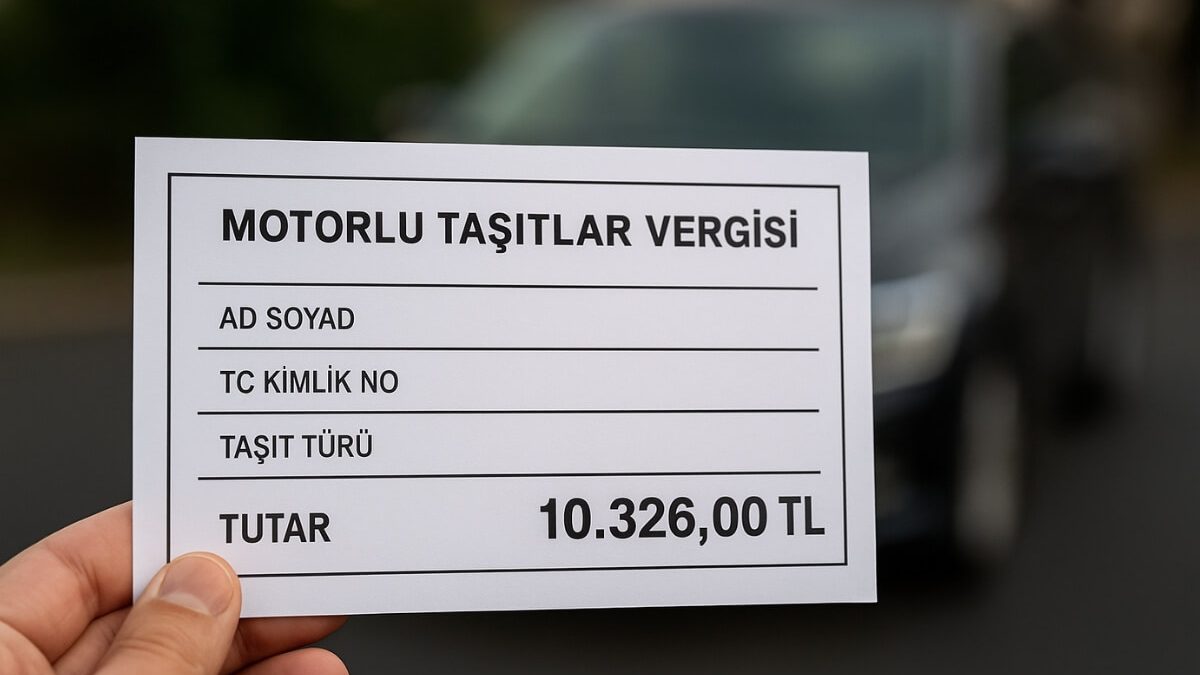 MOTORLU TAŞITLAR VERGİSİ
AD SOYAD
TC KİMLİK NO
TAŞIT TÜRÜ
TUTAR 10.326,00 TL